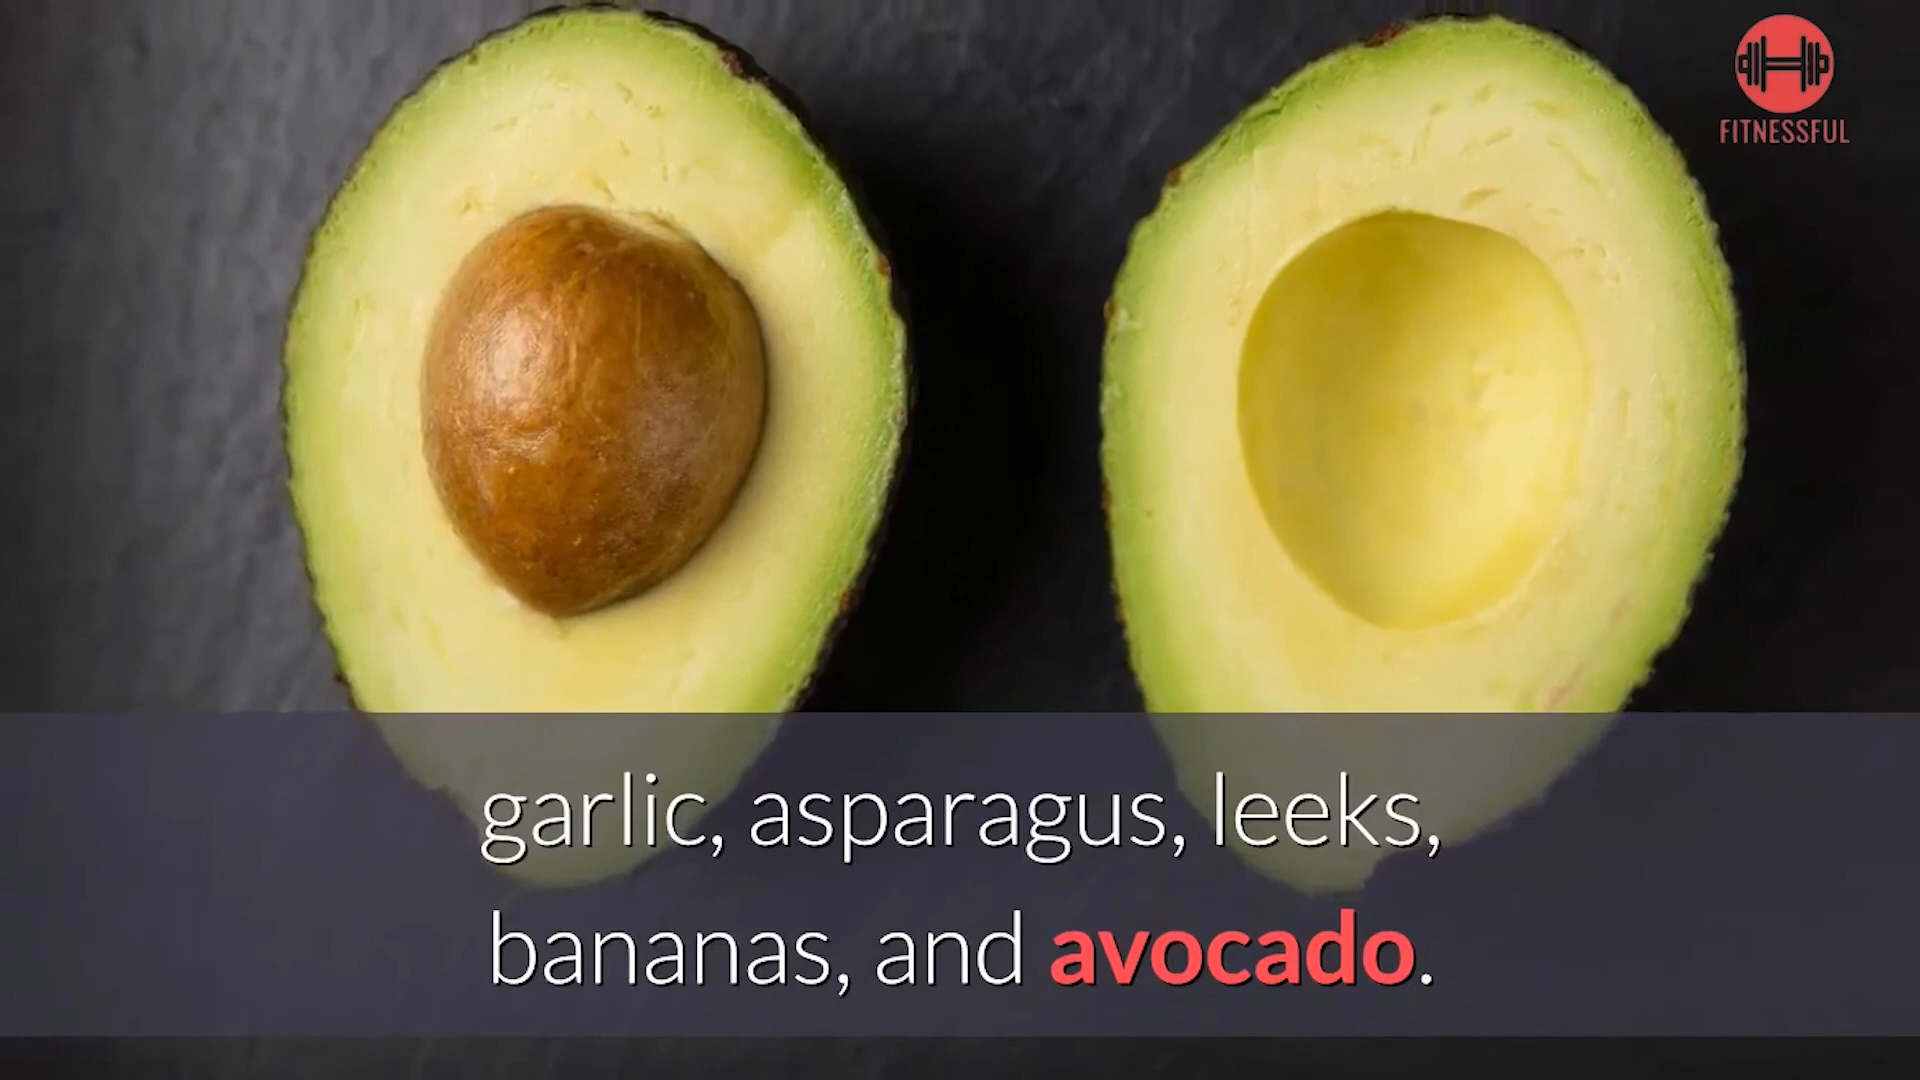 FITNESSFUL
garlic, asparagus, leeks,
bananas, and avocado.